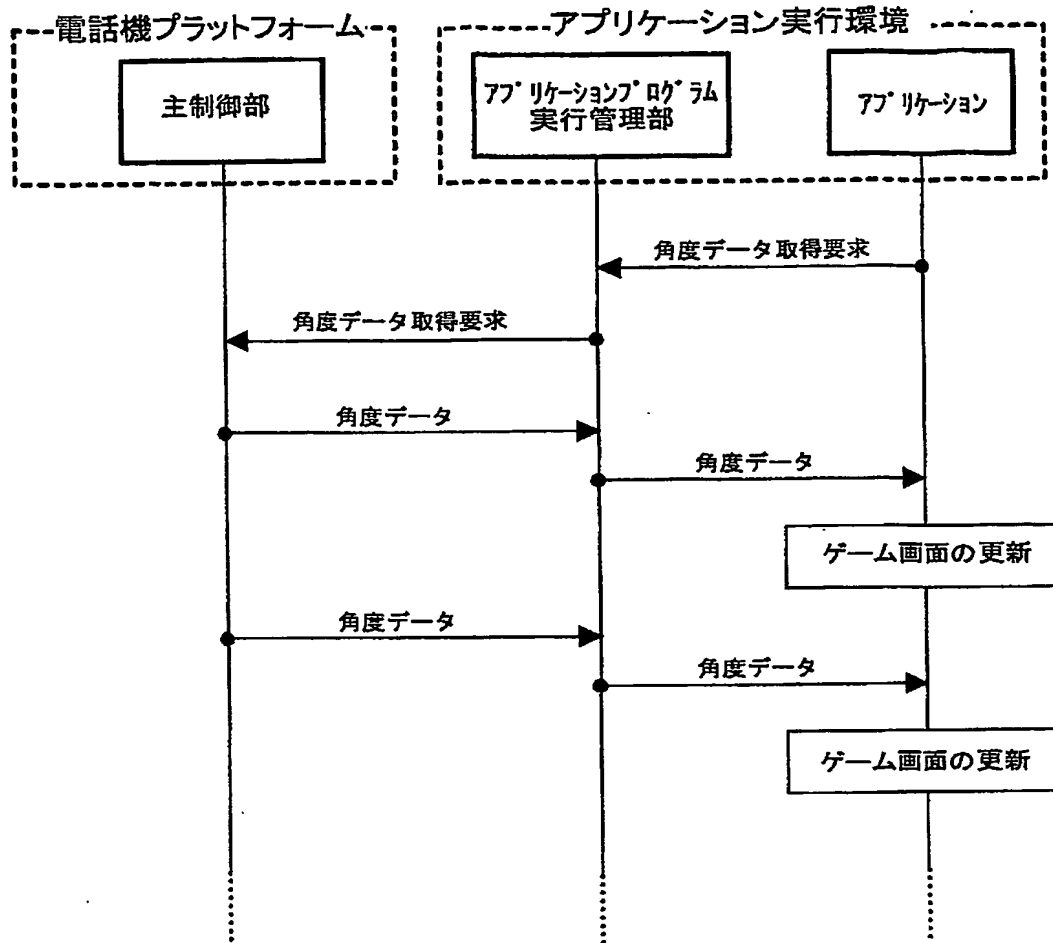 電話機プラットフォーム
アプリケーション実行環境
主制御部
ｱﾌﾟﾘｹｰｼｮﾝﾌﾟﾛｸﾞﾗﾑ
実行管理部
ｱﾌﾟﾘｹｰｼｮﾝ
角度データ取得要求
角度データ取得要求
角度データ
角度データ
ゲーム画面の更新
角度データ
角度データ
ゲーム画面の更新